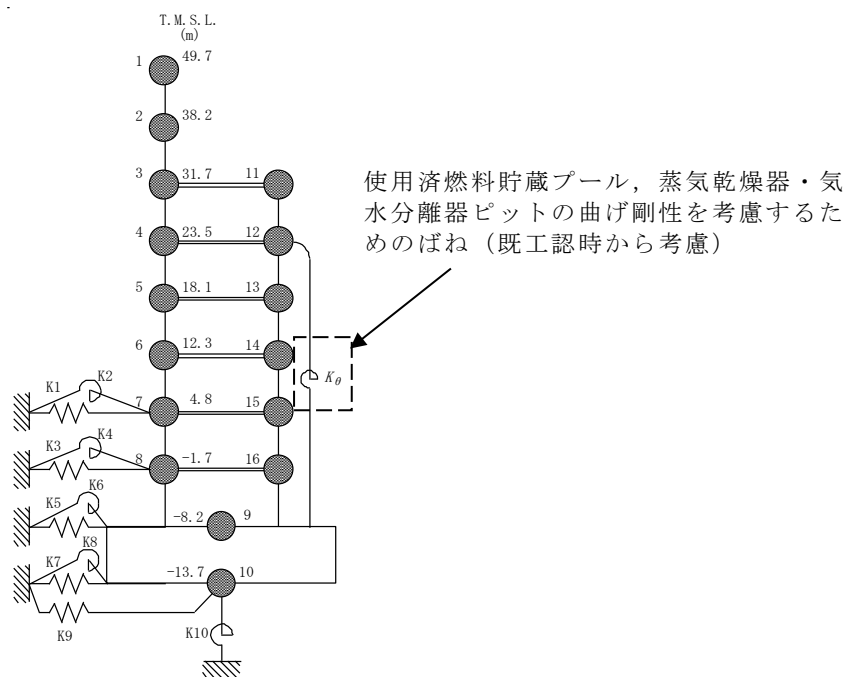 T.M.S.L.
(m)
1 49.7
2 38.2
3 31.7 11
4 23.5 12
5 18.1 13
6 12.3 14
7 4.8 15
8 -1.7 16
-8.2 9
-13.7 10
K1 K2
K3 K4
K5 K6
K7 K8
K9
K10
Kθ
使用済燃料貯蔵プール，蒸気乾燥器・気
水分離器ピットの曲げ剛性を考慮するた
めのばね（既工認時から考慮）